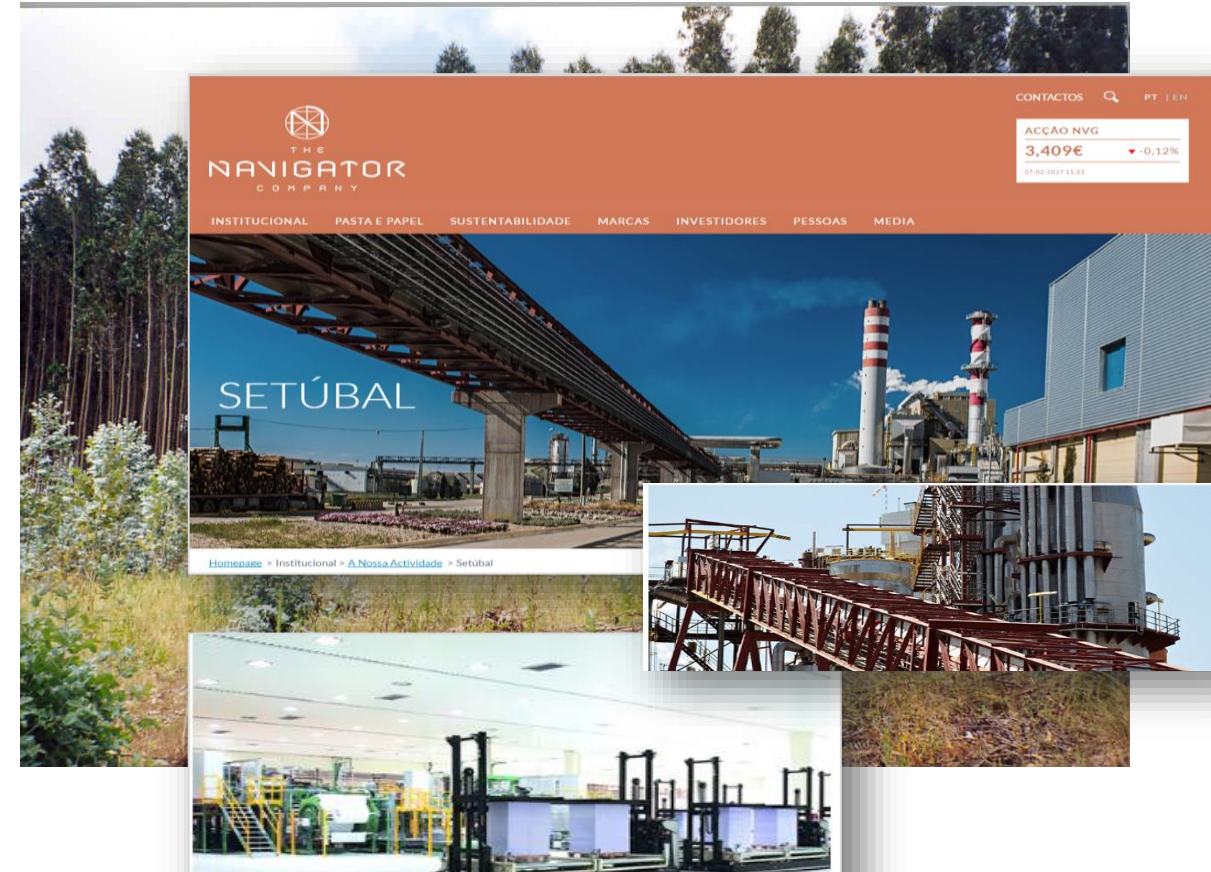 CONTACTOS PT | EN
THE
NAVIGATOR
COMPANY
ACÇÃO NVG
3,409€ -0,12%
07-02-2017 11:33
INSTITUCIONAL PASTA E PAPEL SUSTENTABILIDADE MARCAS INVESTIDORES PESSOAS MEDIA
SETÚBAL
Homepage > Institucional > A Nossa Actividade > Setúbal